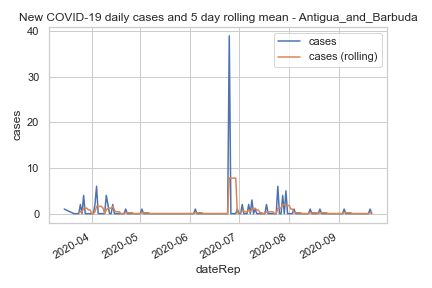 New COVID-19 daily cases and 5 day rolling mean - Antigua_and_Barbuda
cases
cases (rolling)
40
30
20
10
0
cases
2020-04
2020-05
2020-06
2020-07
2020-08
2020-09
dateRep